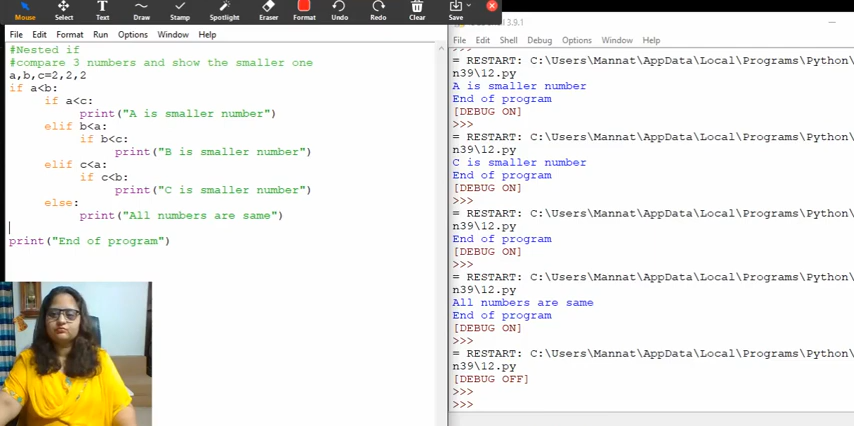 Mouse Select Text Draw Stamp Spotlight Eraser Format Undo Redo Clear Save
File Edit Format Run Options Window Help
#Nested if
#compare 3 numbers and show the smaller one
a,b,c=2,2,2
if a<b:
if a<c:
print("A is smaller number")
elif b<a:
if b<c:
print("B is smaller number")
elif c<a:
if c<b:
print("C is smaller number")
else:
print("All numbers are same")
print("End of program")
3.9.1
File Edit Shell Debug Options Window Help
>>>
= RESTART: C:\Users\Mannat\AppData\Local\Programs\Python\
n39\12.py
A is smaller number
End of program
[DEBUG ON]
>>>
= RESTART: C:\Users\Mannat\AppData\Local\Programs\Python\
n39\12.py
C is smaller number
End of program
[DEBUG ON]
>>>
= RESTART: C:\Users\Mannat\AppData\Local\Programs\Python\
n39\12.py
End of program
[DEBUG ON]
>>>
= RESTART: C:\Users\Mannat\AppData\Local\Programs\Python\
n39\12.py
All numbers are same
End of program
[DEBUG ON]
>>>
= RESTART: C:\Users\Mannat\AppData\Local\Programs\Python\
n39\12.py
[DEBUG OFF]
>>>
>>>